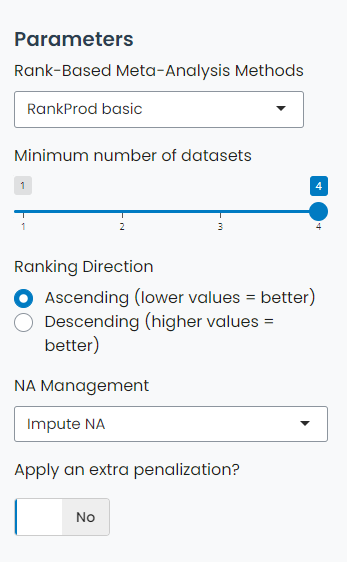 Parameters
Rank-Based Meta-Analysis Methods
RankProd basic
Minimum number of datasets
1 4
1 2 3 4
Ranking Direction
Ascending (lower values = better)
Descending (higher values =
better)
NA Management
Impute NA
Apply an extra penalization?
No